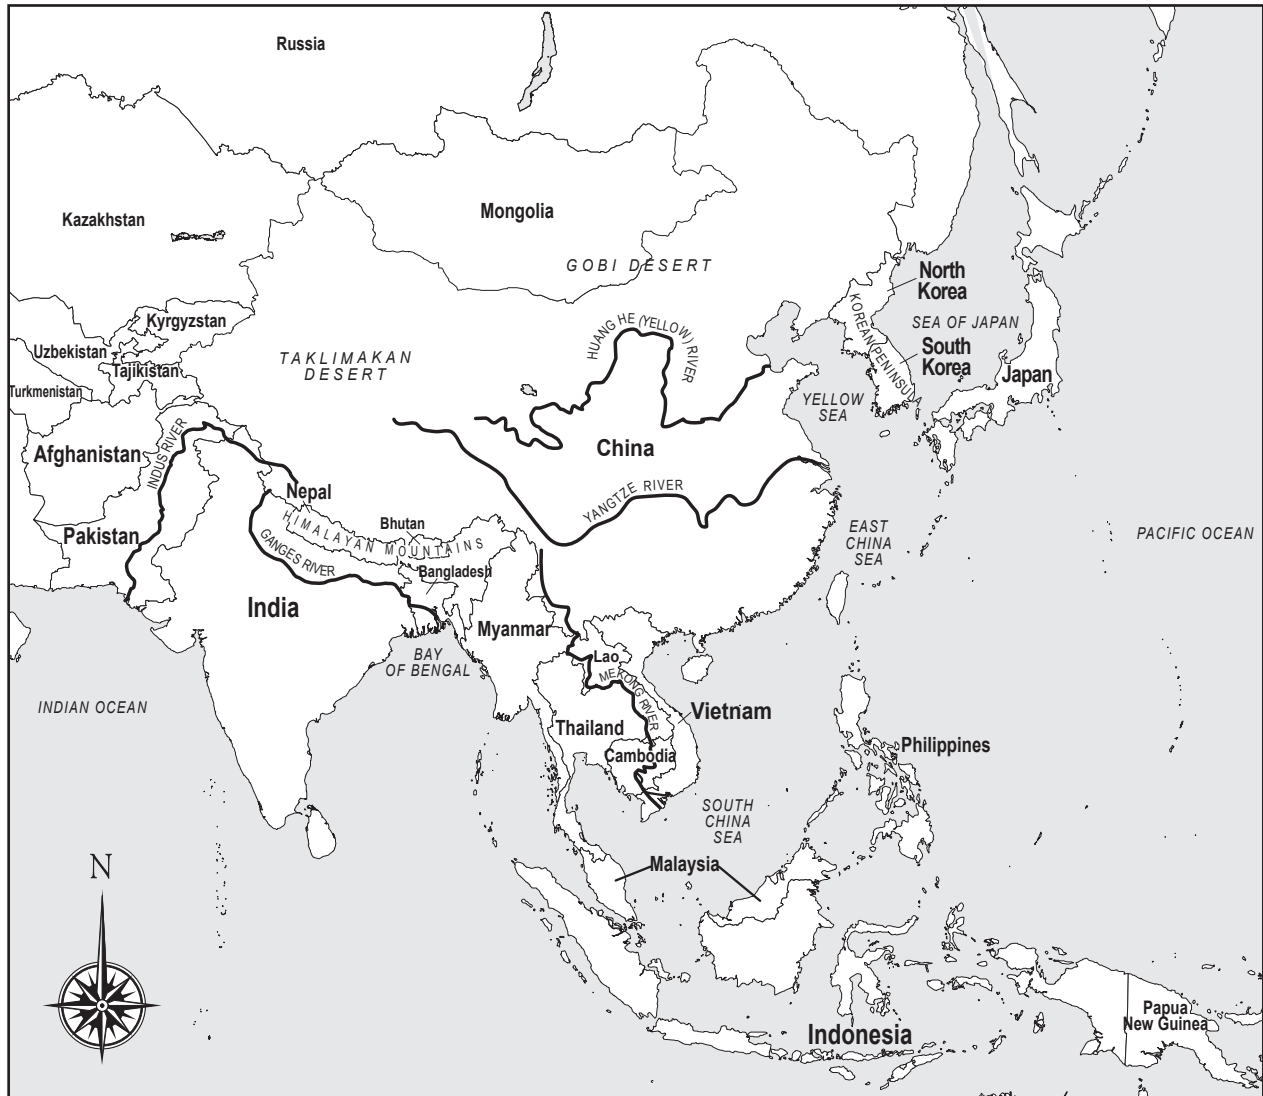 Russia
Kazakhstan
Mongolia
GOBI DESERT
North
Korea
Kyrgyzstan
HUANG HE (YELLOW) RIVER
KOREAN PENINSULA
SEA OF JAPAN
Uzbekistan
TAKLIMAKAN
DESERT
South
Korea
Tajikistan
Japan
Turkmenistan
YELLOW
SEA
Afghanistan
INDUS RIVER
China
Nepal
YANGTZE RIVER
Pakistan
HIMALAYAN MOUNTAINS
Bhutan
EAST
CHINA
SEA
PACIFIC OCEAN
GANGES RIVER
Bangladesh
India
Myanmar
BAY
OF BENGAL
Lao
MEKONG RIVER
INDIAN OCEAN
Vietnam
Thailand
Philippines
Cambodia
SOUTH
CHINA
SEA
Malaysia
N
Papua
New Guinea
Indonesia